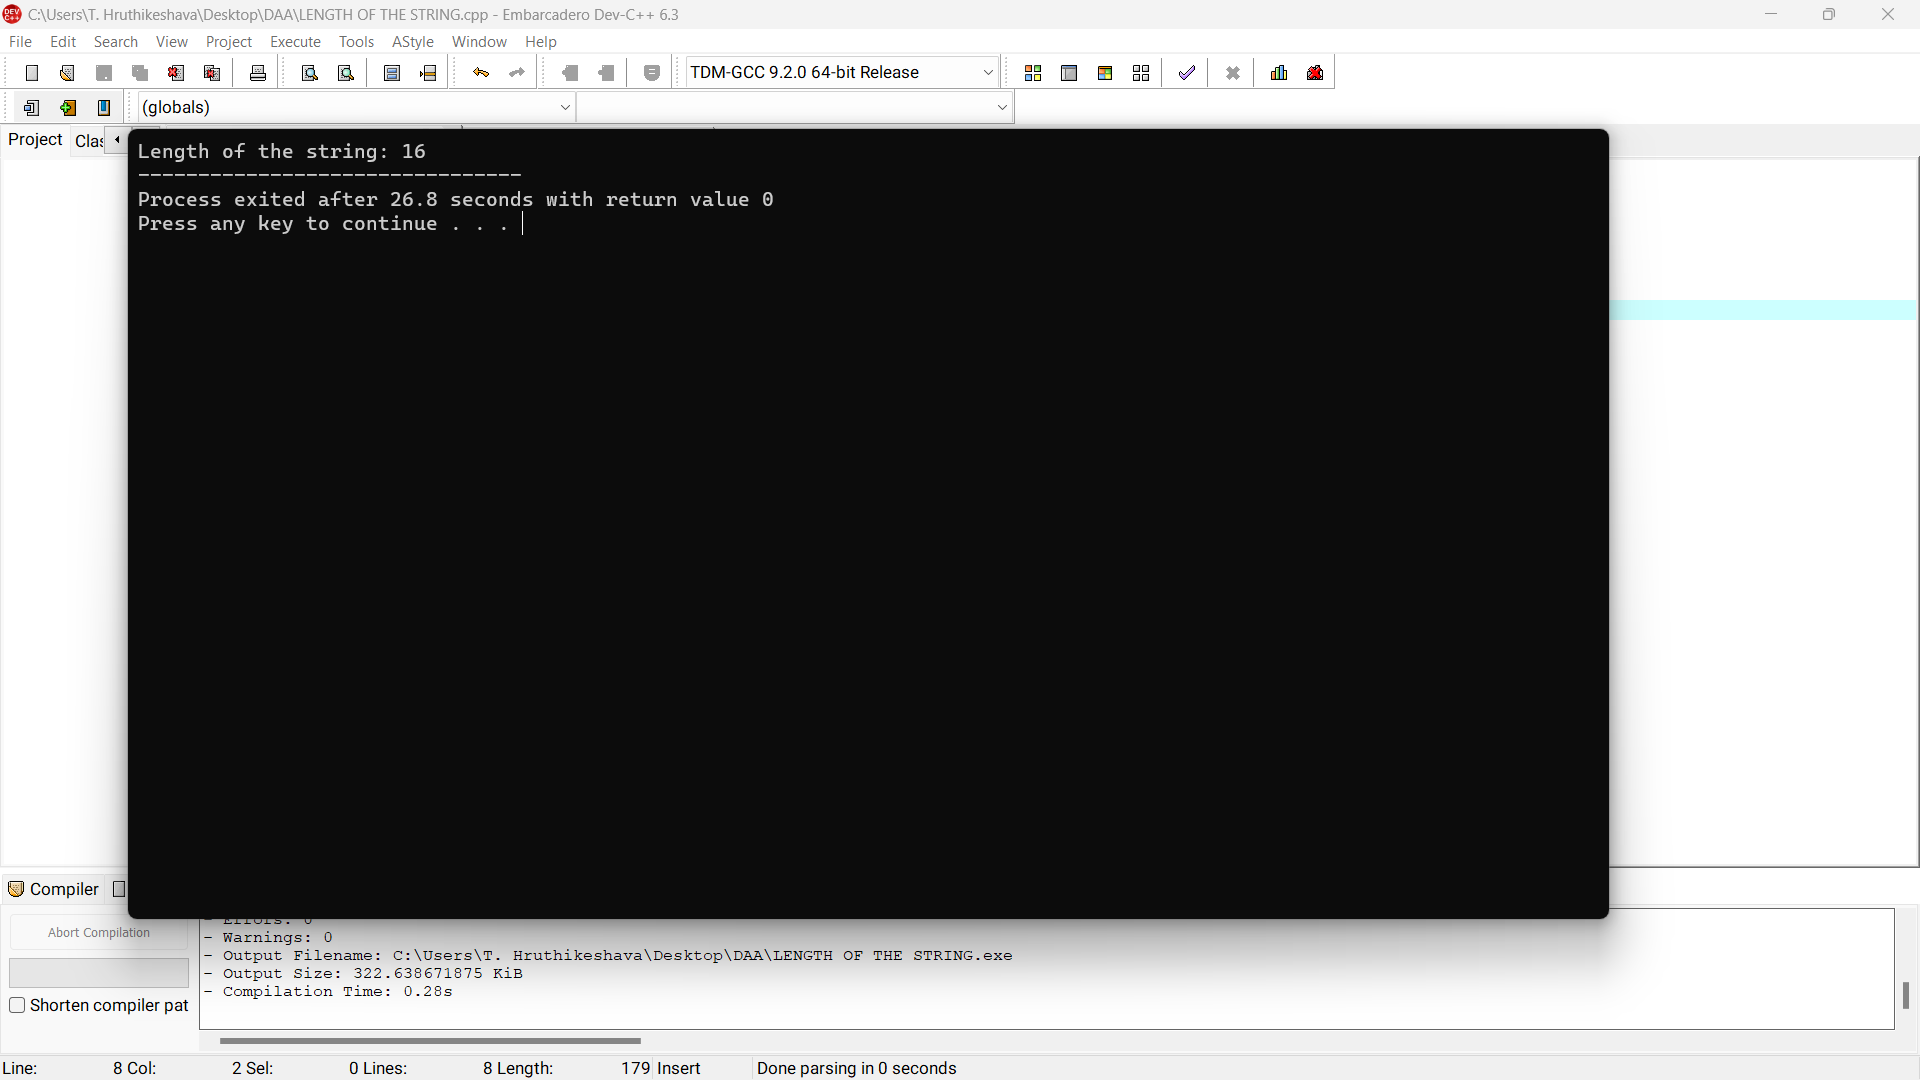 C:\Users\T. Hruthikeshava\Desktop\DAA\LENGTH OF THE STRING.cpp - Embarcadero Dev-C++ 6.3
File Edit Search View Project Execute Tools AStyle Window Help
TDM-GCC 9.2.0 64-bit Release
(globals)
Project Clas
Length of the string: 16
--------------------------------
Process exited after 26.8 seconds with return value 0
Press any key to continue . . .
Compiler
Abort Compilation
Shorten compiler pat
- Errors: 0
- Warnings: 0
- Output Filename: C:\Users\T. Hruthikeshava\Desktop\DAA\LENGTH OF THE STRING.exe
- Output Size: 322.638671875 KiB
- Compilation Time: 0.28s
Line: 8 Col: 2 Sel: 0 Lines: 8 Length: 179 Insert Done parsing in 0 seconds